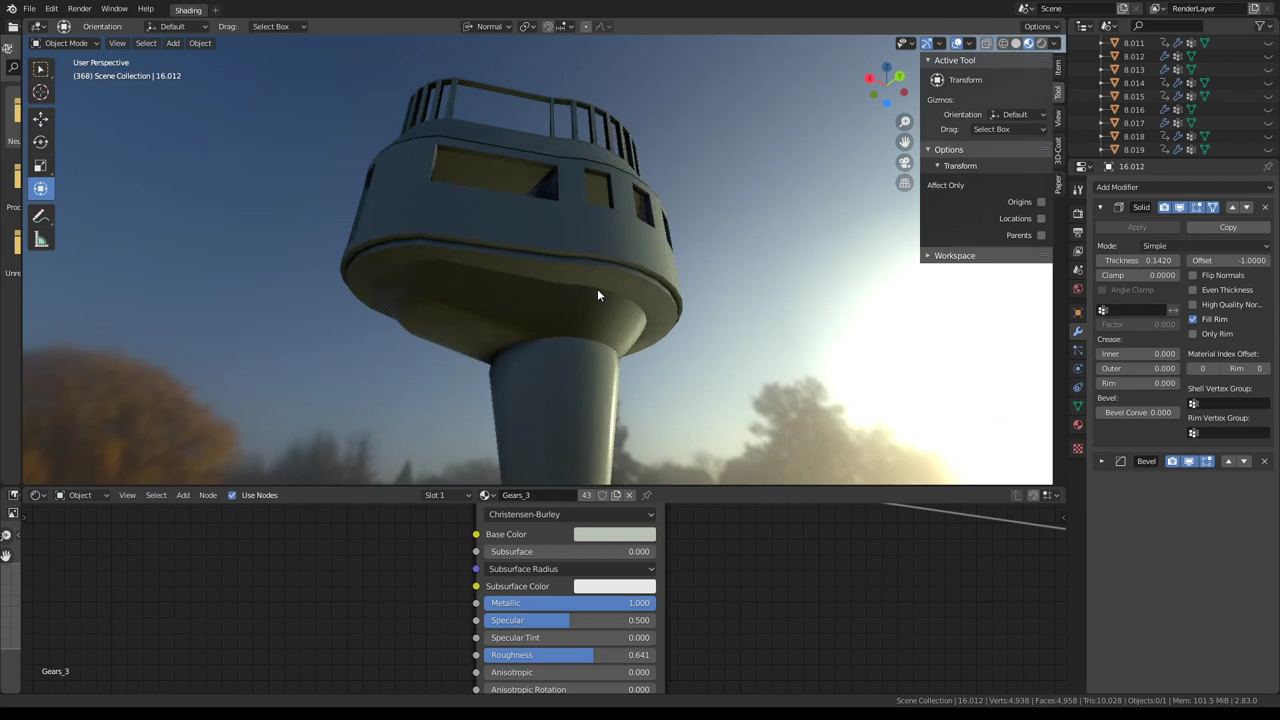 File Edit Render Window Help Shading + Scene RenderLayer
Orientation: Default Drag: Select Box Normal Options
Object Mode View Select Add Object
User Perspective
(368) Scene Collection | 16.012
X Y Z
Active Tool
Transform
Gizmos:
Orientation Default
Drag: Select Box
Options
Transform
Affect Only
Origins
Locations
Parents
Workspace
Item
Tool
View
3D-Coat
Paper
8.011
8.012
8.013
8.014
8.015
8.016
8.017
8.018
8.019
16.012
Add Modifier
Solid
Apply Copy
Mode: Simple
Thickness 0.1420 Offset -1.0000
Clamp 0.0000 Flip Normals
Angle Clamp Even Thickness
High Quality Nor...
Fill Rim
Factor 0.000 Only Rim
Crease:
Inner 0.000 Material Index Offset:
Outer 0.000 0 Rim 0
Rim 0.000 Shell Vertex Group:
Bevel:
Bevel Conve 0.000 Rim Vertex Group:
Bevel
Neu
Proc
Unre
Object View Select Add Node Use Nodes Slot 1 Gears_3 43
Christensen-Burley
Base Color
Subsurface 0.000
Subsurface Radius
Subsurface Color
Metallic 1.000
Specular 0.500
Specular Tint 0.000
Roughness 0.641
Anisotropic 0.000
Anisotropic Rotation 0.000
Gears_3
Scene Collection | 16.012 | Verts:4,938 | Faces:4,958 | Tris:10,028 | Objects:0/1 | Mem: 101.5 MiB | 2.83.0